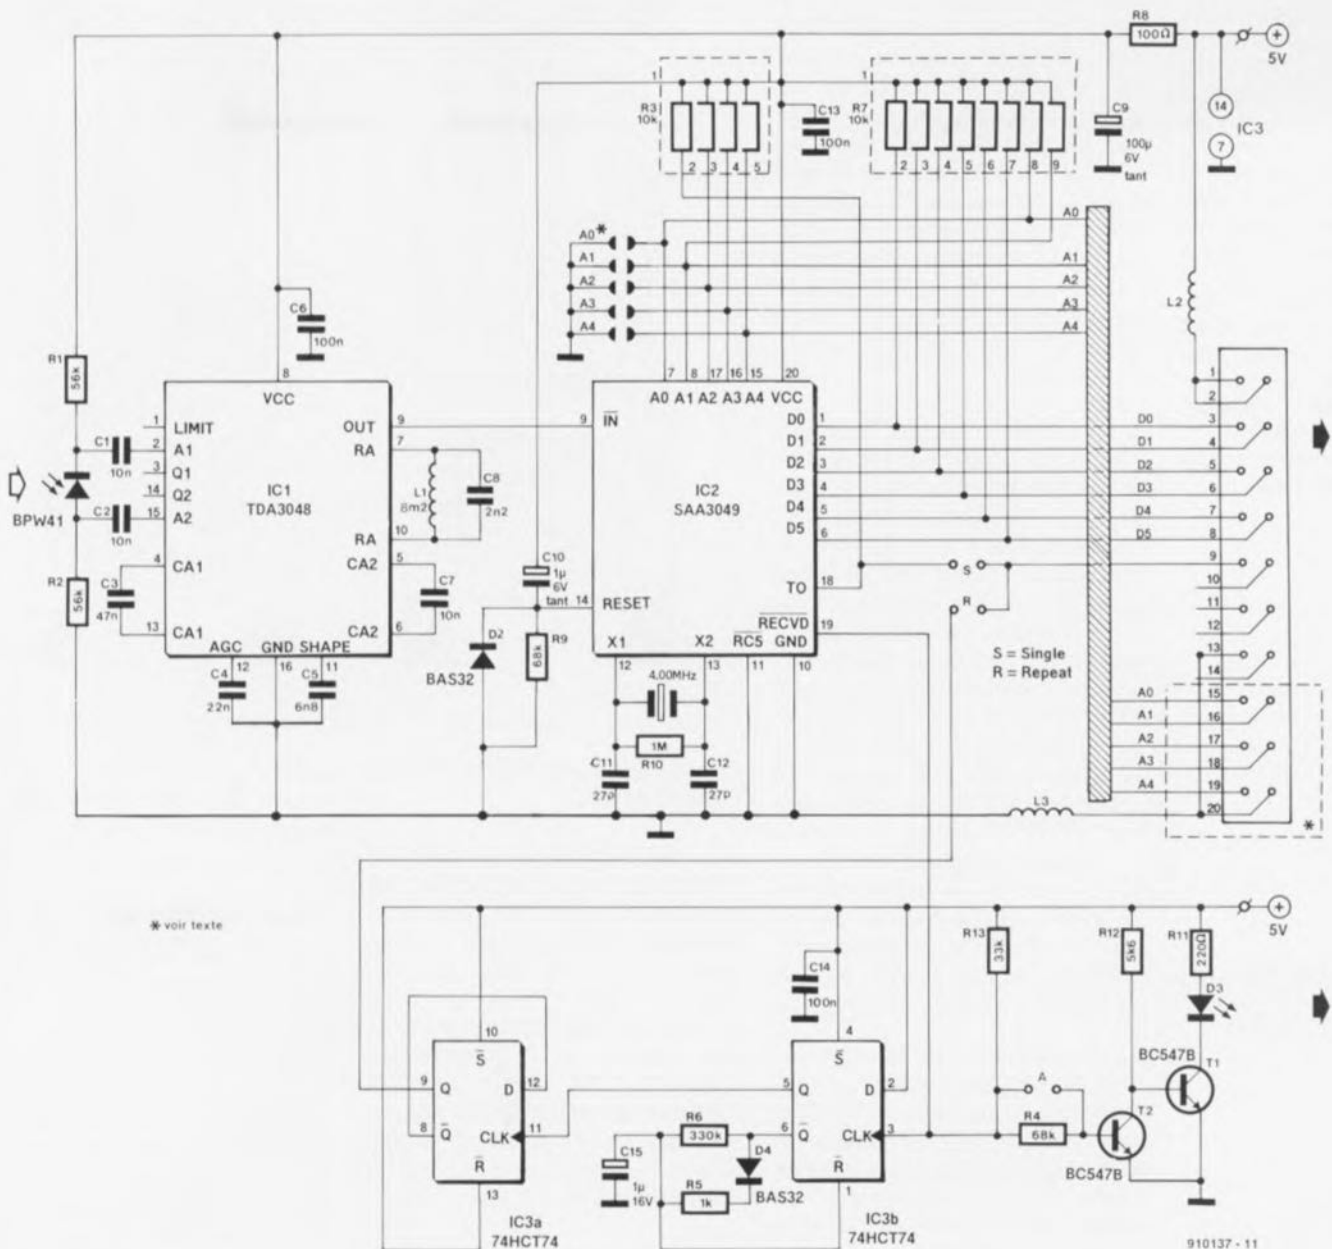 R8
100Ω
5V
1
R3
10k
2 3 4 5
C13
100n
1
R7
10k
2 3 4 5 6 7 8 9
C9
100µ
6V
tant
14
IC3
7
A0
A1
A2
A3
A4
A0 *
A1
A2
A3
A4
L2
C6
100n
R1
56k
8
VCC
1 LIMIT
2 A1
3 Q1
14 Q2
15 A2
4 CA1
13 CA1
OUT 9
RA 7
RA 10
CA2 5
CA2 6
IC1
TDA3048
AGC GND SHAPE
12 16 11
C1
10n
BPW41
C2
10n
R2
56k
C3
47n
C4
22n
C5
6n8
L1
8m2
C8
2n2
C7
10n
C10
1µ
6V
tant
D2
BAS32
R9
68k
7 8 17 16 15 20
A0 A1 A2 A3 A4 VCC
9 IN
14 RESET
IC2
SAA3049
D0 1
D1 2
D2 3
D3 4
D4 5
D5 6
TO 18
RECVD 19
X1 X2 RC5 GND
12 13 11 10
4.00MHz
1M
R10
C11
27p
C12
27p
S
R
S = Single
R = Repeat
D0
D1
D2
D3
D4
D5
A0
A1
A2
A3
A4
1
2
3
4
5
6
7
8
9
10
11
12
13
14
15
16
17
18
19
20
*
L3
* voir texte
5V
R13
33k
R12
5k6
R11
220Ω
D3
C14
100n
10
S
9 Q
D 12
8 Q
CLK 11
R
13
IC3a
74HCT74
4
S
5 Q
D 2
6 Q
CLK 3
R
1
IC3b
74HCT74
R6
330k
D4
BAS32
R5
1k
C15
1µ
16V
A
R4
68k
BC547B
T1
T2
BC547B
910137 - 11